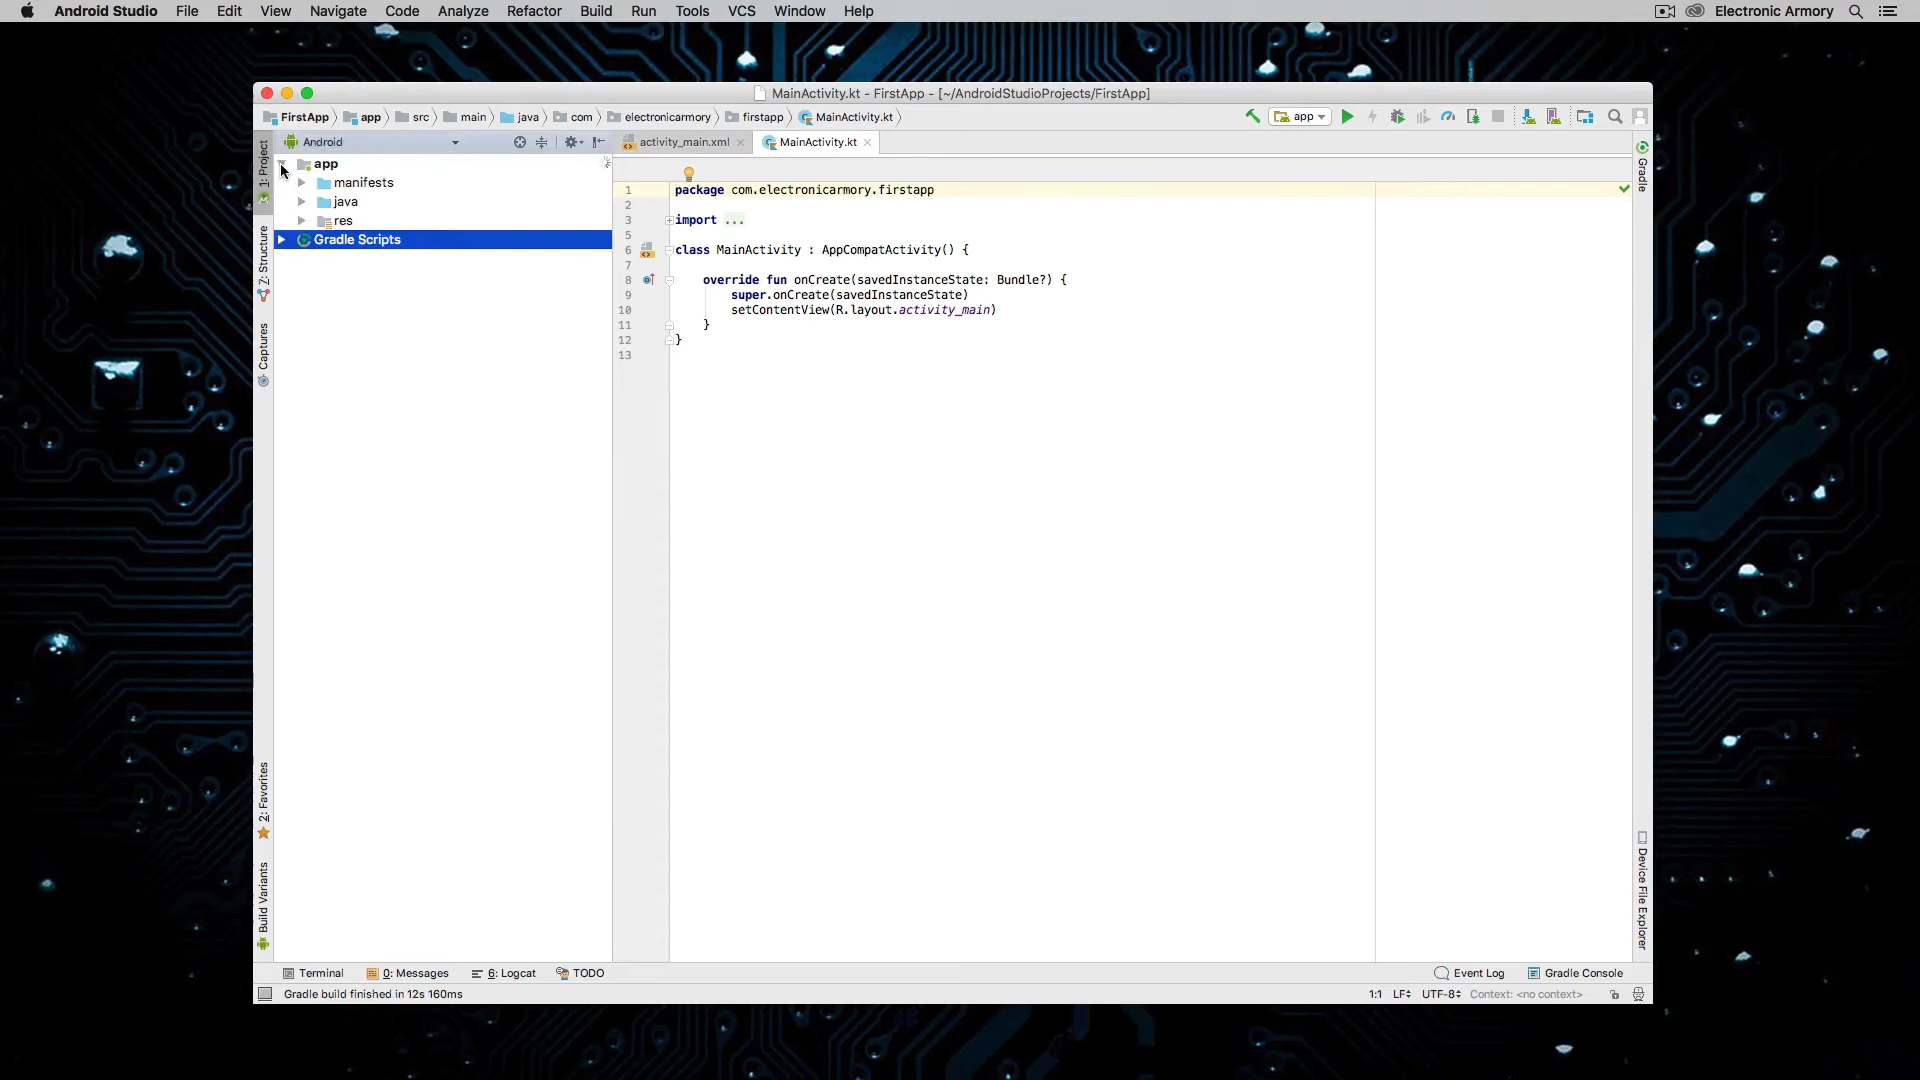 Android Studio File Edit View Navigate Code Analyze Refactor Build Run Tools VCS Window Help Electronic Armory
MainActivity.kt - FirstApp - [~/AndroidStudioProjects/FirstApp]
FirstApp app src main java com electronicarmory firstapp MainActivity.kt app
Android activity_main.xml MainActivity.kt
1: Project
Z: Structure
Captures
2: Favorites
Build Variants
app
manifests
java
res
Gradle Scripts
1 package com.electronicarmory.firstapp
2
3 import ...
5
6 class MainActivity : AppCompatActivity() {
7
8 override fun onCreate(savedInstanceState: Bundle?) {
9 super.onCreate(savedInstanceState)
10 setContentView(R.layout.activity_main)
11 }
12 }
13
Gradle
Device File Explorer
Terminal 0: Messages 6: Logcat TODO Event Log Gradle Console
Gradle build finished in 12s 160ms 1:1 LF UTF-8 Context: <no context>